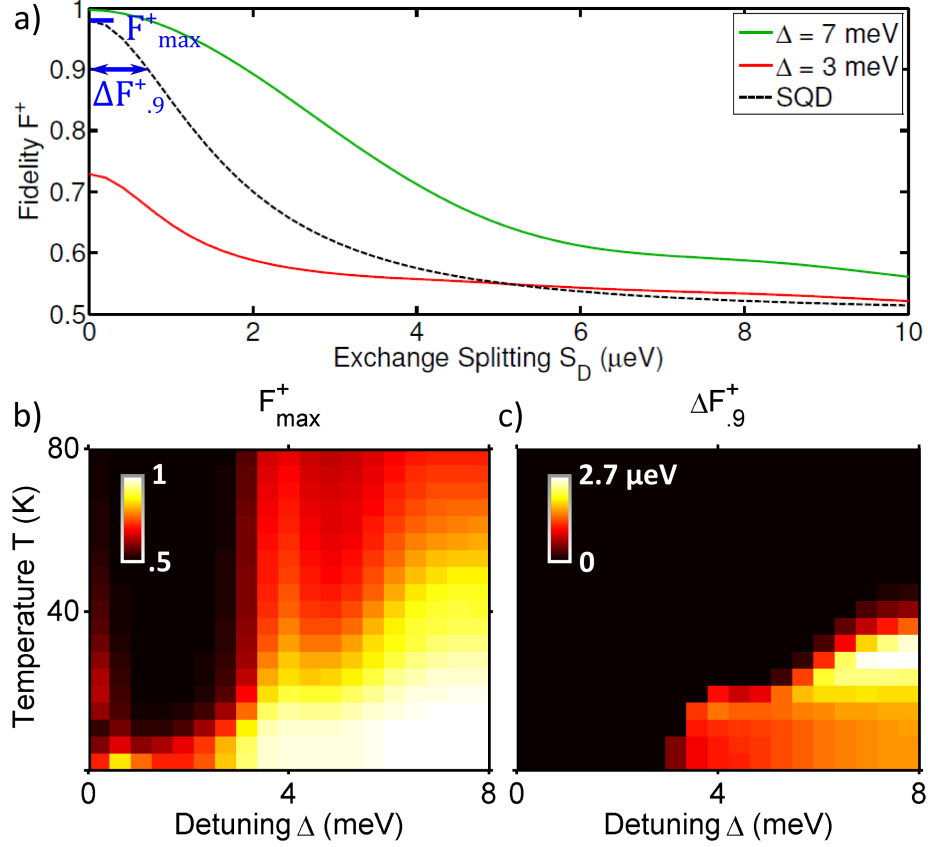 a)
1
0.9
0.8
0.7
0.6
0.5
Fidelity F⁺
F⁺max
ΔF⁺.9
Δ = 7 meV
Δ = 3 meV
SQD
0 2 4 6 8 10
Exchange Splitting S_D (μeV)
b) F⁺max
80
40
Temperature T (K)
1
.5
0 4 8
Detuning Δ (meV)
c) ΔF⁺.9
2.7 μeV
0
0 4 8
Detuning Δ (meV)